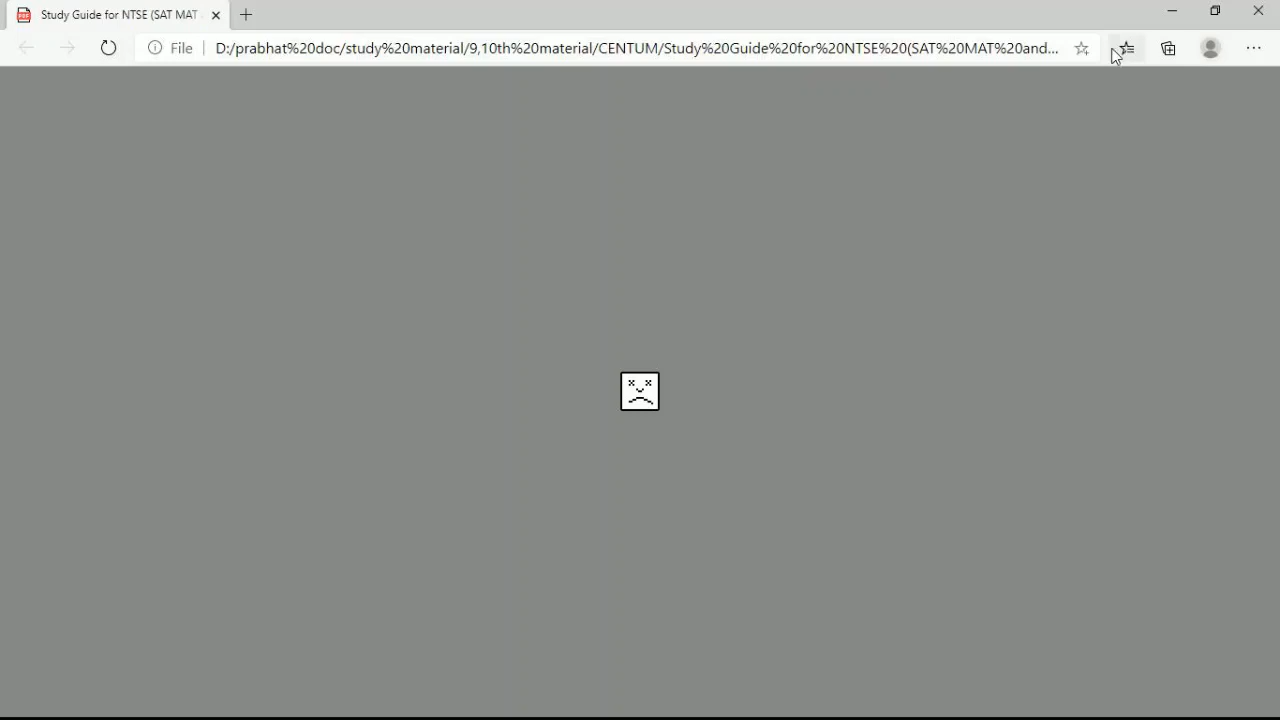 Study Guide for NTSE (SAT MAT
File
D:/prabhat%20doc/study%20material/9,10th%20material/CENTUM/Study%20Guide%20for%20NTSE%20(SAT%20MAT%20and...